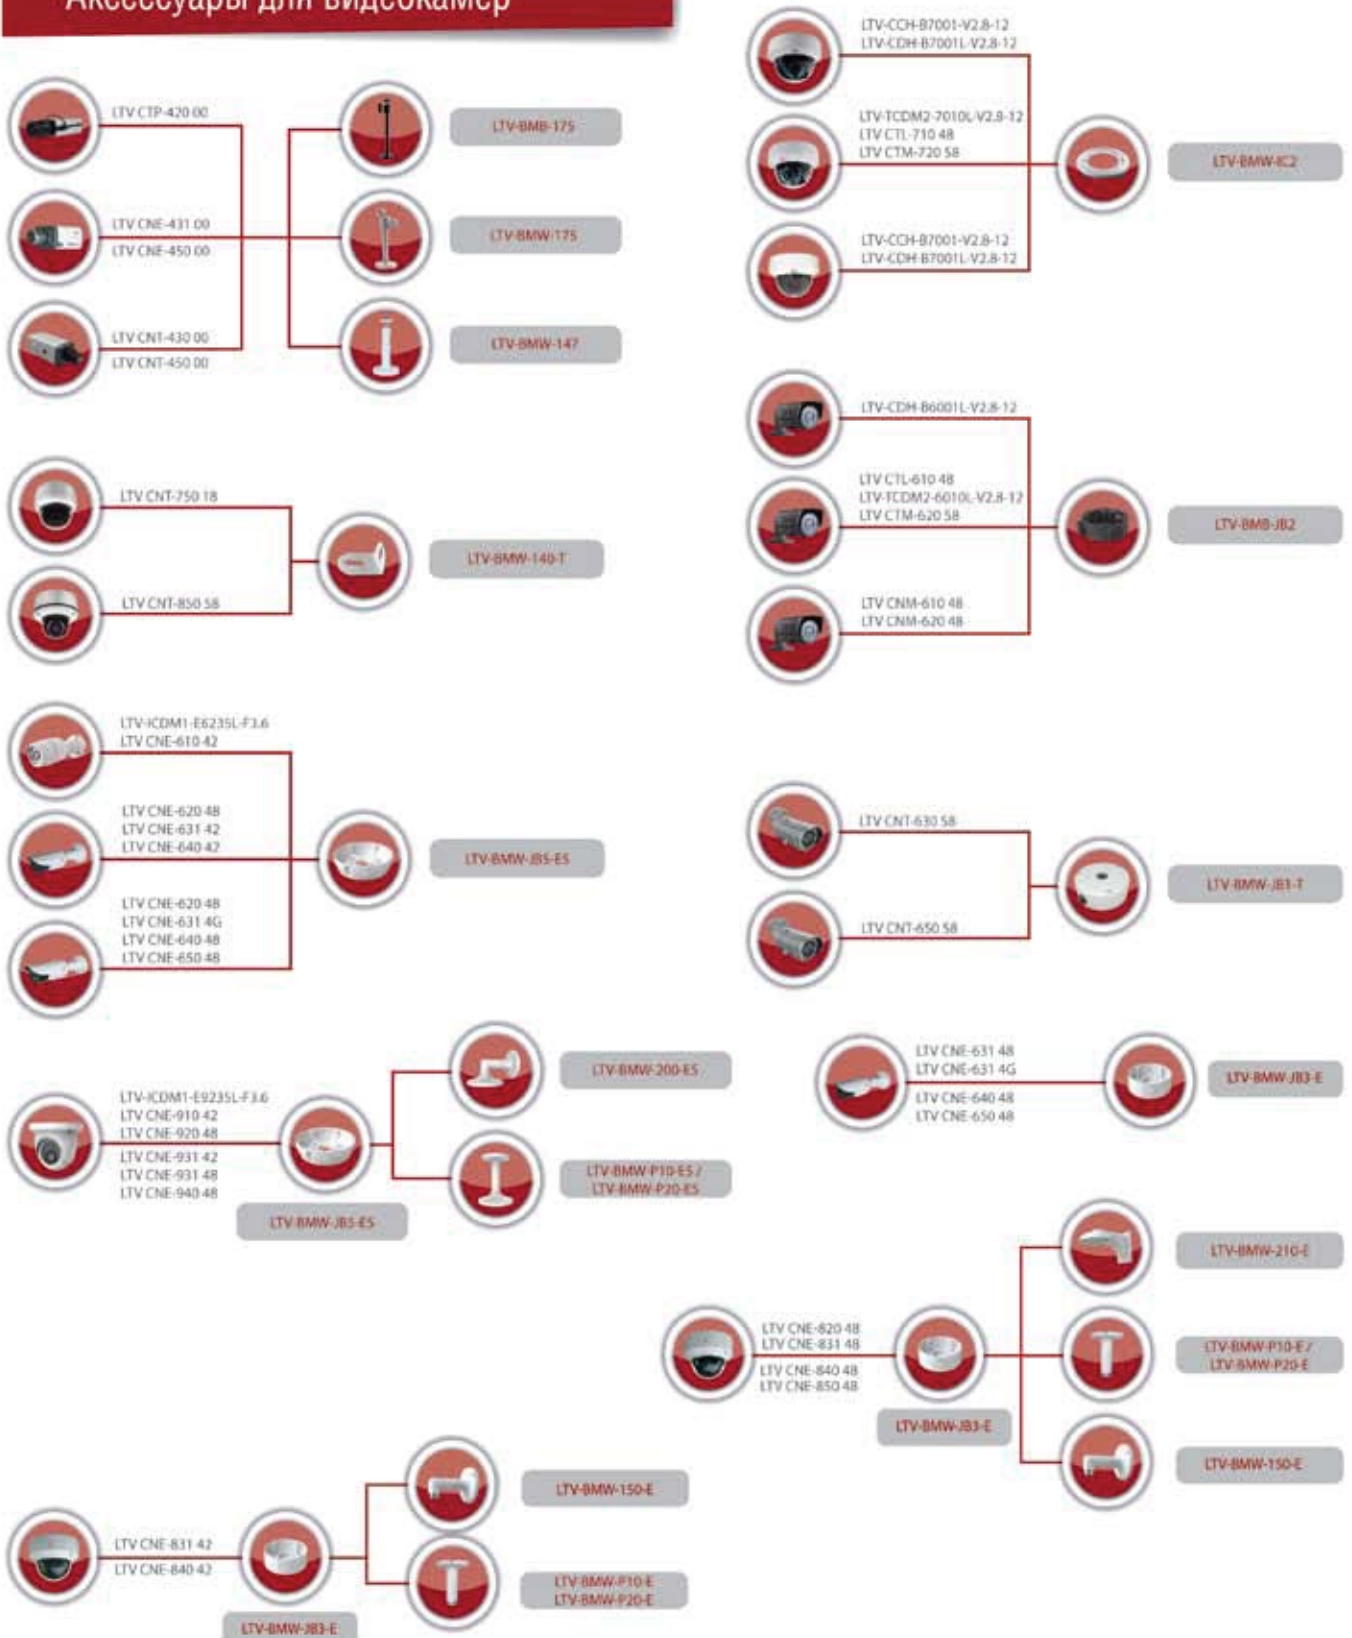 Аксессуары для видеокамер
LTV CTP-420 00
LTV-BMB-175
LTV CNE-431 00
LTV CNE-450 00
LTV-BMW-175
LTV CNT-430 00
LTV CNT-450 00
LTV-BMW-147
LTV CNT-750 18
LTV-BMW-140-T
LTV CNT-850 58
LTV-ICDM1-E6235L-F3.6
LTV CNE-610 42
LTV CNE-620 48
LTV CNE-631 42
LTV CNE-640 42
LTV-BMW-JB5-ES
LTV CNE-620 48
LTV CNE-631 4G
LTV CNE-640 48
LTV CNE-650 48
LTV-ICDM1-E9235L-F3.6
LTV CNE-910 42
LTV CNE-920 48
LTV CNE-931 42
LTV CNE-931 48
LTV CNE-940 48
LTV-BMW-JB5-ES
LTV-BMW-200-ES
LTV-BMW-P10-ES /
LTV-BMW-P20-ES
LTV CNE-831 42
LTV CNE-840 42
LTV-BMW-JB3-E
LTV-BMW-150-E
LTV-BMW-P10-E
LTV-BMW-P20-E
LTV-CCH-B7001-V2.8-12
LTV-CDH-B7001L-V2.8-12
LTV-TCDM2-7010L-V2.8-12
LTV CTL-710 48
LTV CTM-720 58
LTV-BMW-IC2
LTV-CCH-B7001-V2.8-12
LTV-CDH-B7001L-V2.8-12
LTV-CDH-B6001L-V2.8-12
LTV CTL-610 48
LTV-TCDM2-6010L-V2.8-12
LTV CTM-620 58
LTV-BMB-JB2
LTV CNM-610 48
LTV CNM-620 48
LTV CNT-630 58
LTV-BMW-JB1-T
LTV CNT-650 58
LTV CNE-631 48
LTV CNE-631 4G
LTV CNE-640 48
LTV CNE-650 48
LTV-BMW-JB3-E
LTV CNE-820 48
LTV CNE-831 48
LTV CNE-840 48
LTV CNE-850 48
LTV-BMW-JB3-E
LTV-BMW-210-E
LTV-BMW-P10-E /
LTV-BMW-P20-E
LTV-BMW-150-E